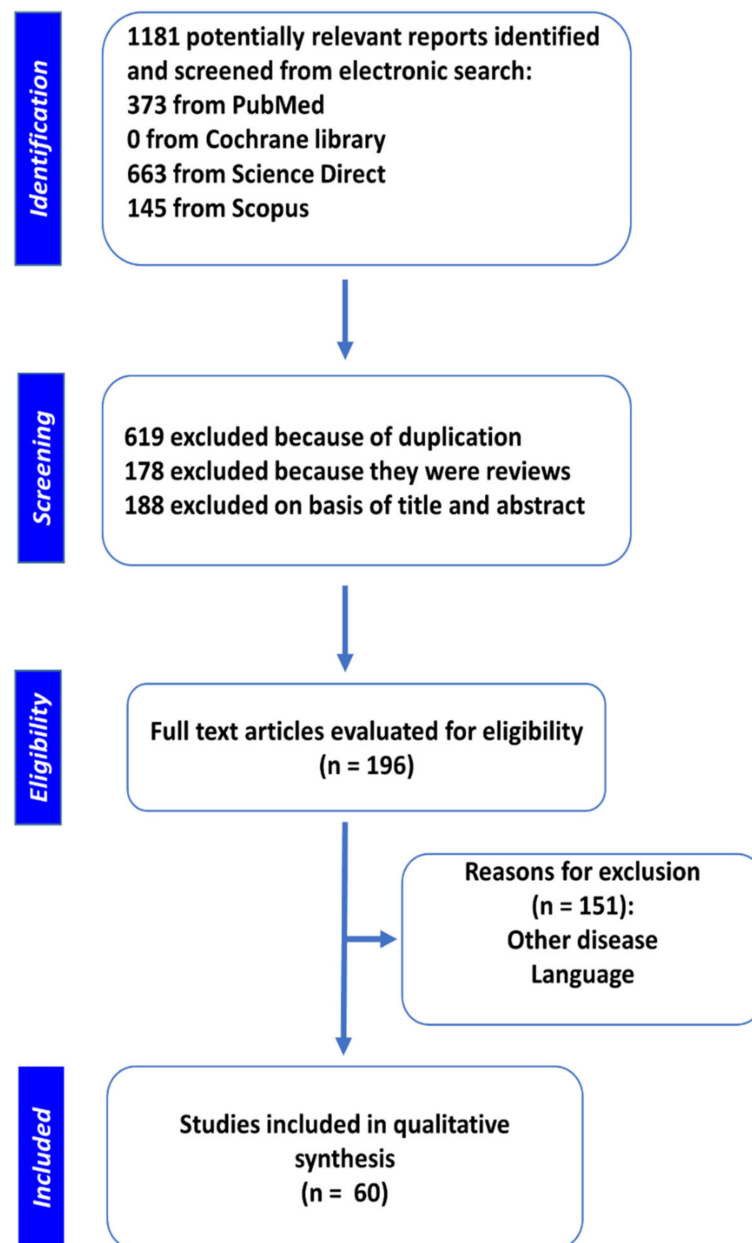 Identification
1181 potentially relevant reports identified
and screened from electronic search:
373 from PubMed
0 from Cochrane library
663 from Science Direct
145 from Scopus
Screening
619 excluded because of duplication
178 excluded because they were reviews
188 excluded on basis of title and abstract
Eligibility
Full text articles evaluated for eligibility
(n = 196)
Reasons for exclusion
(n = 151):
Other disease
Language
Included
Studies included in qualitative
synthesis
(n =  60)